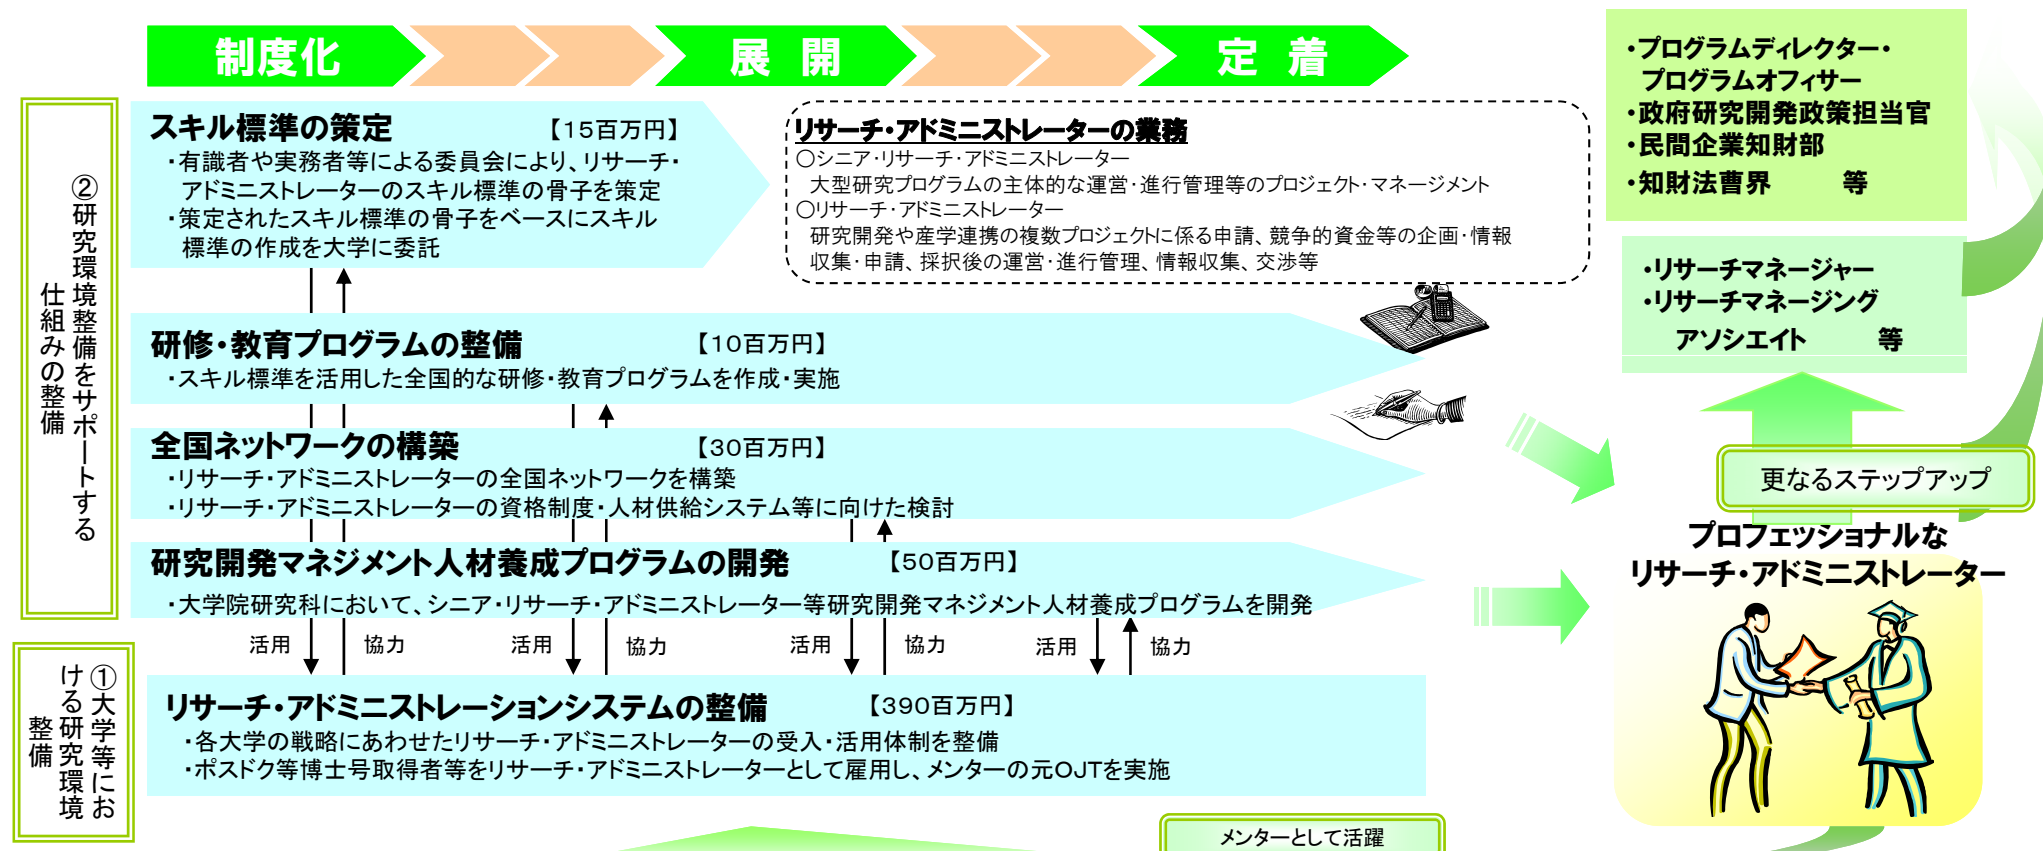 制度化
展 開
定 着
②研究環境整備をサポートする
仕組みの整備
スキル標準の策定 【15百万円】
・有識者や実務者等による委員会により、リサーチ・
アドミニストレーターのスキル標準の骨子を策定
・策定されたスキル標準の骨子をベースにスキル
標準の作成を大学に委託
リサーチ・アドミニストレーターの業務
○シニア・リサーチ・アドミニストレーター
大型研究プログラムの主体的な運営・進行管理等のプロジェクト・マネージメント
○リサーチ・アドミニストレーター
研究開発や産学連携の複数プロジェクトに係る申請、競争的資金等の企画・情報
収集・申請、採択後の運営・進行管理、情報収集、交渉等
研修・教育プログラムの整備 【10百万円】
・スキル標準を活用した全国的な研修・教育プログラムを作成・実施
全国ネットワークの構築 【30百万円】
・リサーチ・アドミニストレーターの全国ネットワークを構築
・リサーチ・アドミニストレーターの資格制度・人材供給システム等に向けた検討
研究開発マネジメント人材養成プログラムの開発 【50百万円】
・大学院研究科において、シニア・リサーチ・アドミニストレーター等研究開発マネジメント人材養成プログラムを開発
活用 協力 活用 協力 活用 協力 活用 協力
①大学等にお
ける研究環境
整備
リサーチ・アドミニストレーションシステムの整備 【390百万円】
・各大学の戦略にあわせたリサーチ・アドミニストレーターの受入・活用体制を整備
・ポスドク等博士号取得者等をリサーチ・アドミニストレーターとして雇用し、メンターの元OJTを実施
メンターとして活躍
・プログラムディレクター・
プログラムオフィサー
・政府研究開発政策担当官
・民間企業知財部
・知財法曹界 等
・リサーチマネージャー
・リサーチマネージング
アソシエイト 等
更なるステップアップ
プロフェッショナルな
リサーチ・アドミニストレーター